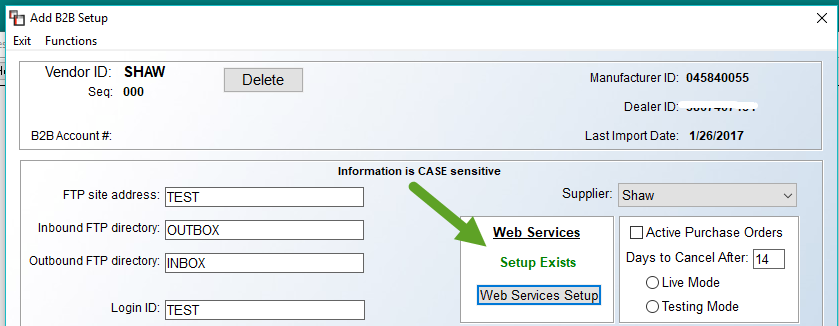 Add B2B Setup
Exit Functions
Vendor ID: SHAW
Seq: 000
Delete
B2B Account #:
Manufacturer ID: 045840055
Dealer ID:
Last Import Date: 1/26/2017
Information is CASE sensitive
FTP site address: TEST
Inbound FTP directory: OUTBOX
Outbound FTP directory: INBOX
Login ID: TEST
Supplier: Shaw
Web Services
Setup Exists
Web Services Setup
Active Purchase Orders
Days to Cancel After: 14
Live Mode
Testing Mode